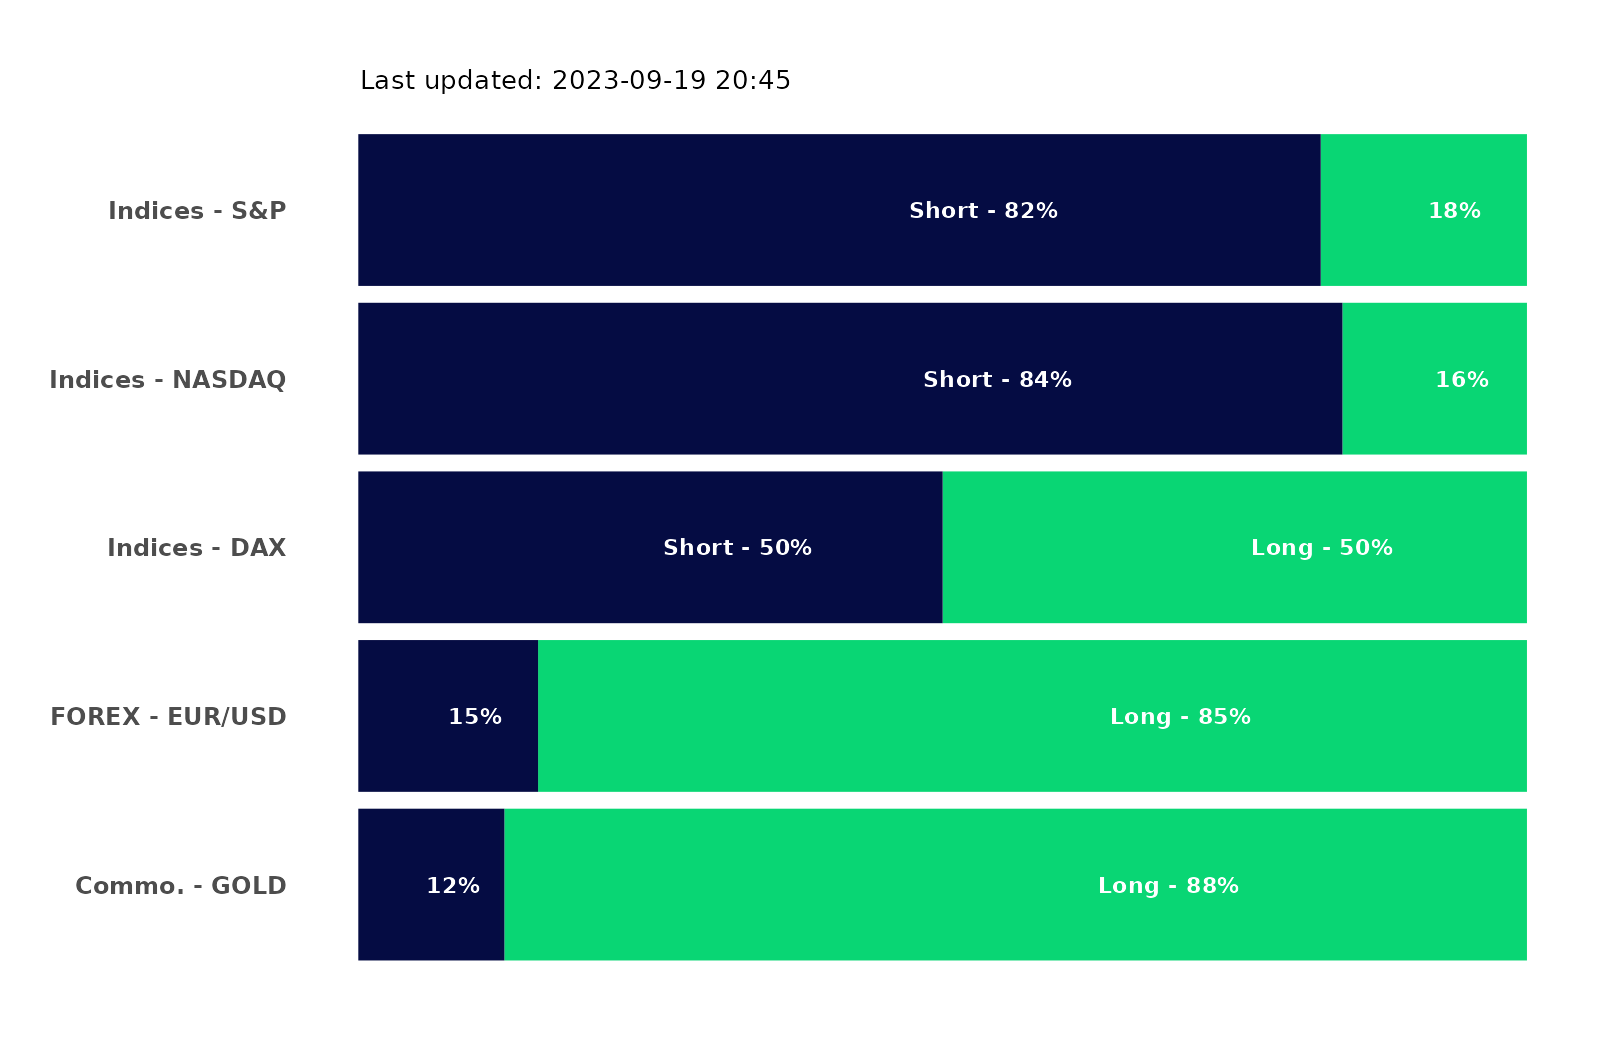 Last updated: 2023-09-19 20:45
Indices - S&P Short - 82% 18%
Indices - NASDAQ Short - 84% 16%
Indices - DAX Short - 50% Long - 50%
FOREX - EUR/USD 15% Long - 85%
Commo. - GOLD 12% Long - 88%